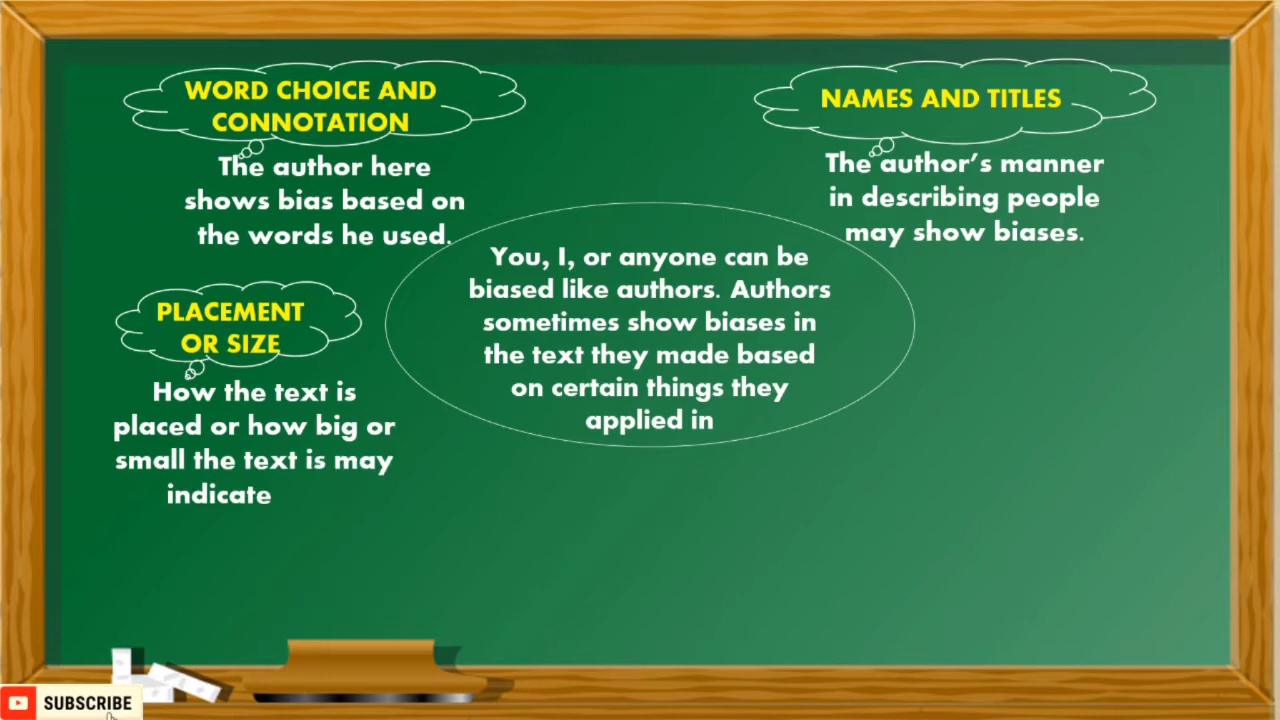 WORD CHOICE AND
CONNOTATION
The author here
shows bias based on
the words he used.
NAMES AND TITLES
The author's manner
in describing people
may show biases.
You, I, or anyone can be
biased like authors. Authors
sometimes show biases in
the text they made based
on certain things they
applied in
PLACEMENT
OR SIZE
How the text is
placed or how big or
small the text is may
indicate
SUBSCRIBE